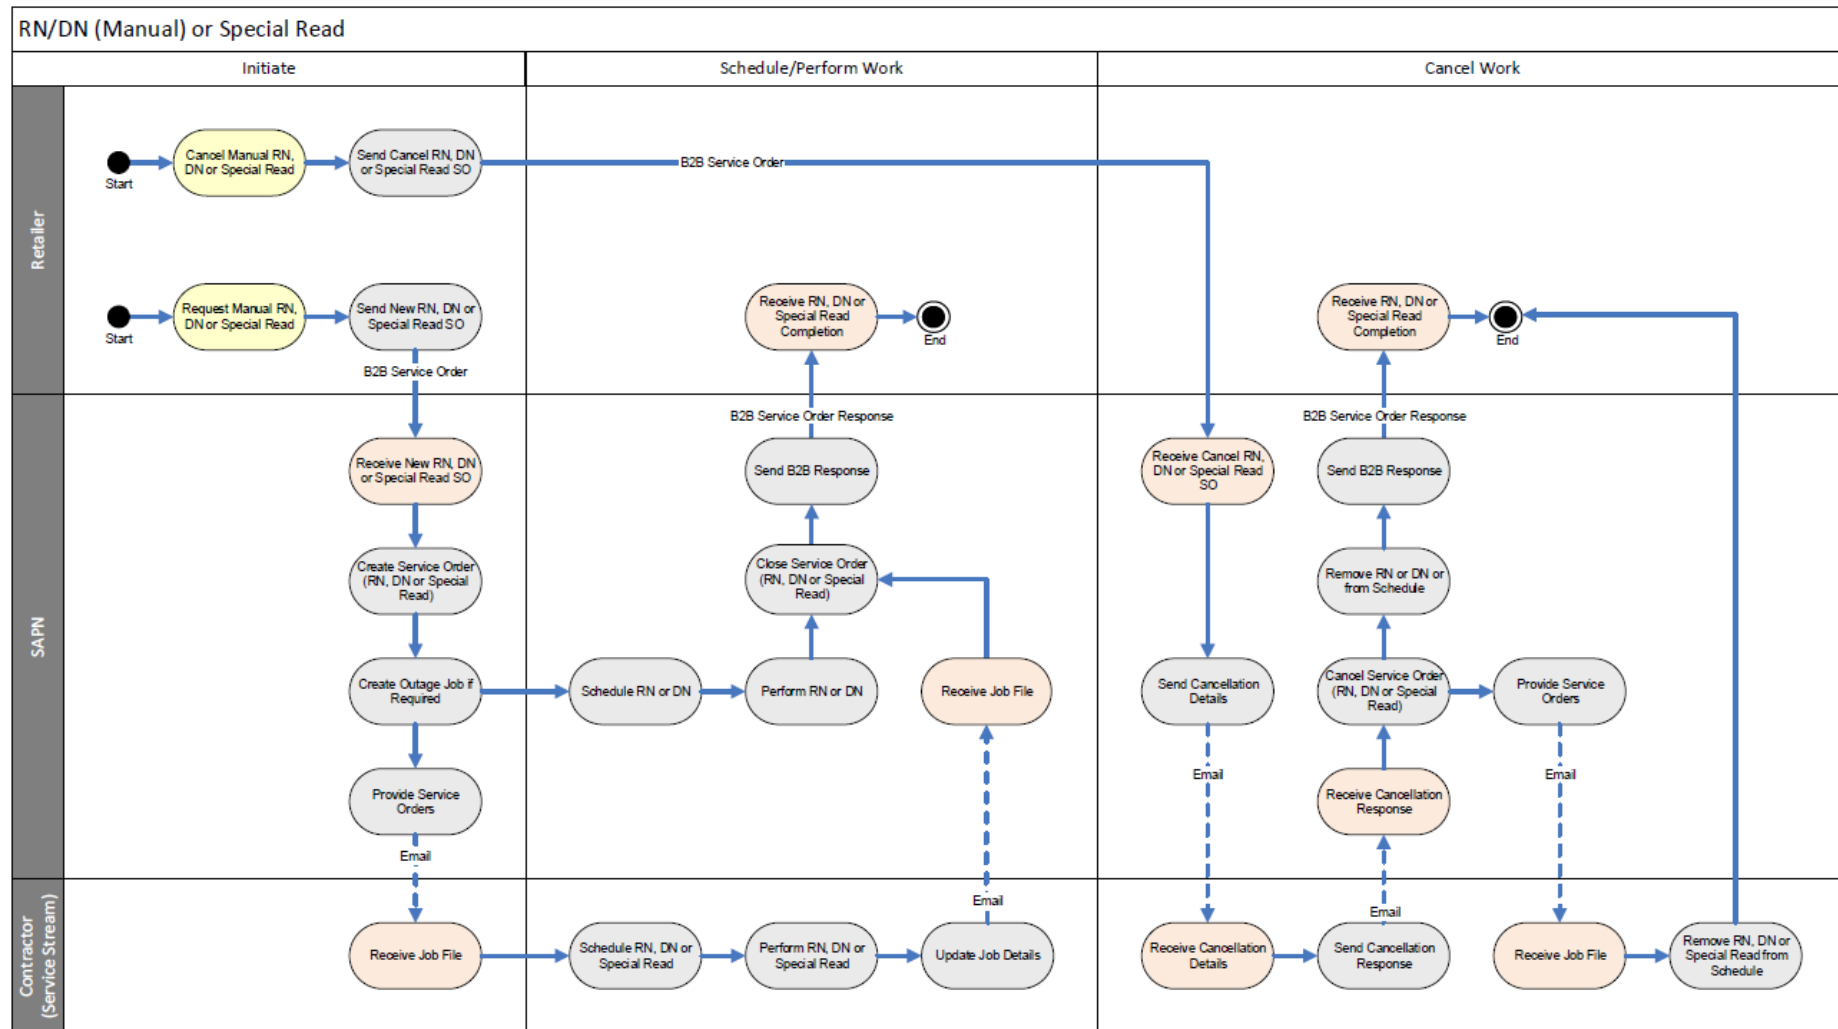 RN/DN (Manual) or Special Read
Initiate
Schedule/Perform Work
Cancel Work
Retailer
Start
Cancel Manual RN,
DN or Special Read
Send Cancel RN, DN
or Special Read SO
B2B Service Order
Start
Request Manual RN,
DN or Special Read
Send New RN, DN or
Special Read SO
B2B Service Order
Receive RN, DN or
Special Read
Completion
End
Receive RN, DN or
Special Read
Completion
End
SAPN
Receive New RN, DN
or Special Read SO
Create Service Order
(RN, DN or Special
Read)
Create Outage Job if
Required
Provide Service
Orders
Email
B2B Service Order Response
Send B2B Response
Close Service Order
(RN, DN or Special
Read)
Schedule RN or DN
Perform RN or DN
Receive Job File
Receive Cancel RN,
DN or Special Read
SO
Send Cancellation
Details
Email
B2B Service Order Response
Send B2B Response
Remove RN or DN or
from Schedule
Cancel Service Order
(RN, DN or Special
Read)
Provide Service
Orders
Receive Cancellation
Response
Email
Contractor
(Service Stream)
Receive Job File
Schedule RN, DN or
Special Read
Perform RN, DN or
Special Read
Email
Update Job Details
Receive Cancellation
Details
Email
Send Cancellation
Response
Receive Job File
Remove RN, DN or
Special Read from
Schedule